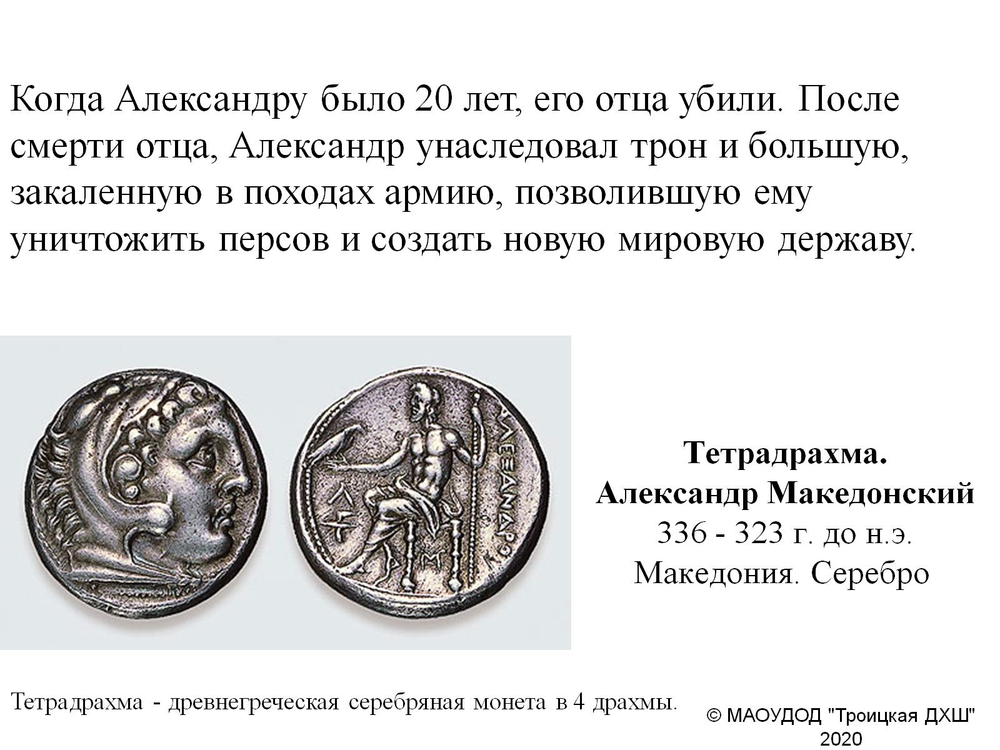 Когда Александру было 20 лет, его отца убили. После
смерти отца, Александр унаследовал трон и большую,
закаленную в походах армию, позволившую ему
уничтожить персов и создать новую мировую державу.
ΑΛΕΞΑΝΔΡΟΥ
Тетрадрахма.
Александр Македонский
336 - 323 г. до н.э.
Македония. Серебро
Тетрадрахма - древнегреческая серебряная монета в 4 драхмы.
© МАОУДОД "Троицкая ДХШ"
2020